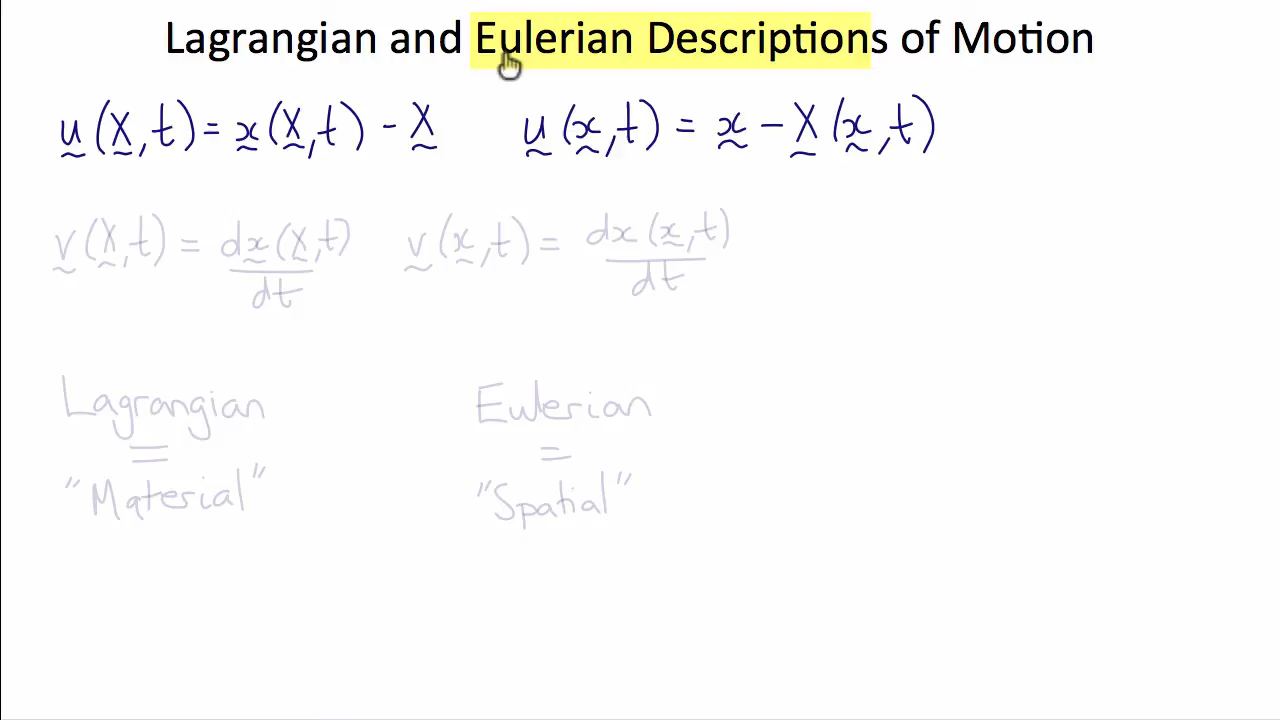 Lagrangian and Eulerian Descriptions of Motion
u(X,t) = x(X,t) - X u(x,t) = x - X(x,t)
v(X,t) = dx(X,t)/dt v(x,t) = dx(x,t)/dt
Lagrangian Eulerian
= =
"Material" "Spatial"